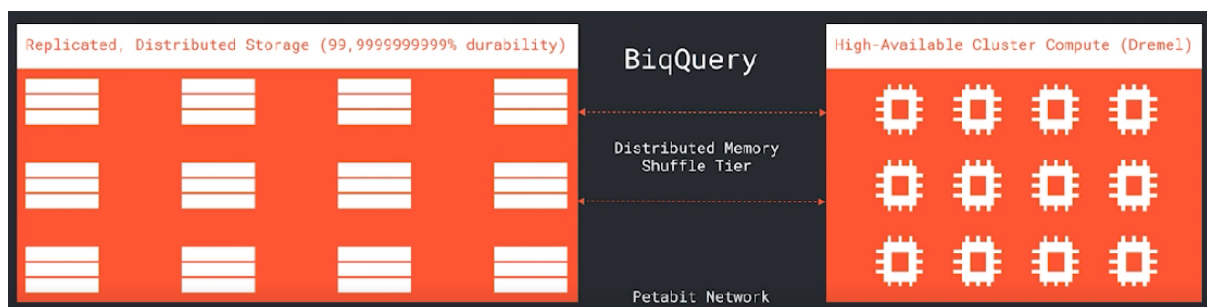 Replicated, Distributed Storage (99,9999999999% durability)
BiqQuery
High-Available Cluster Compute (Dremel)
Distributed Memory
Shuffle Tier
Petabit Network